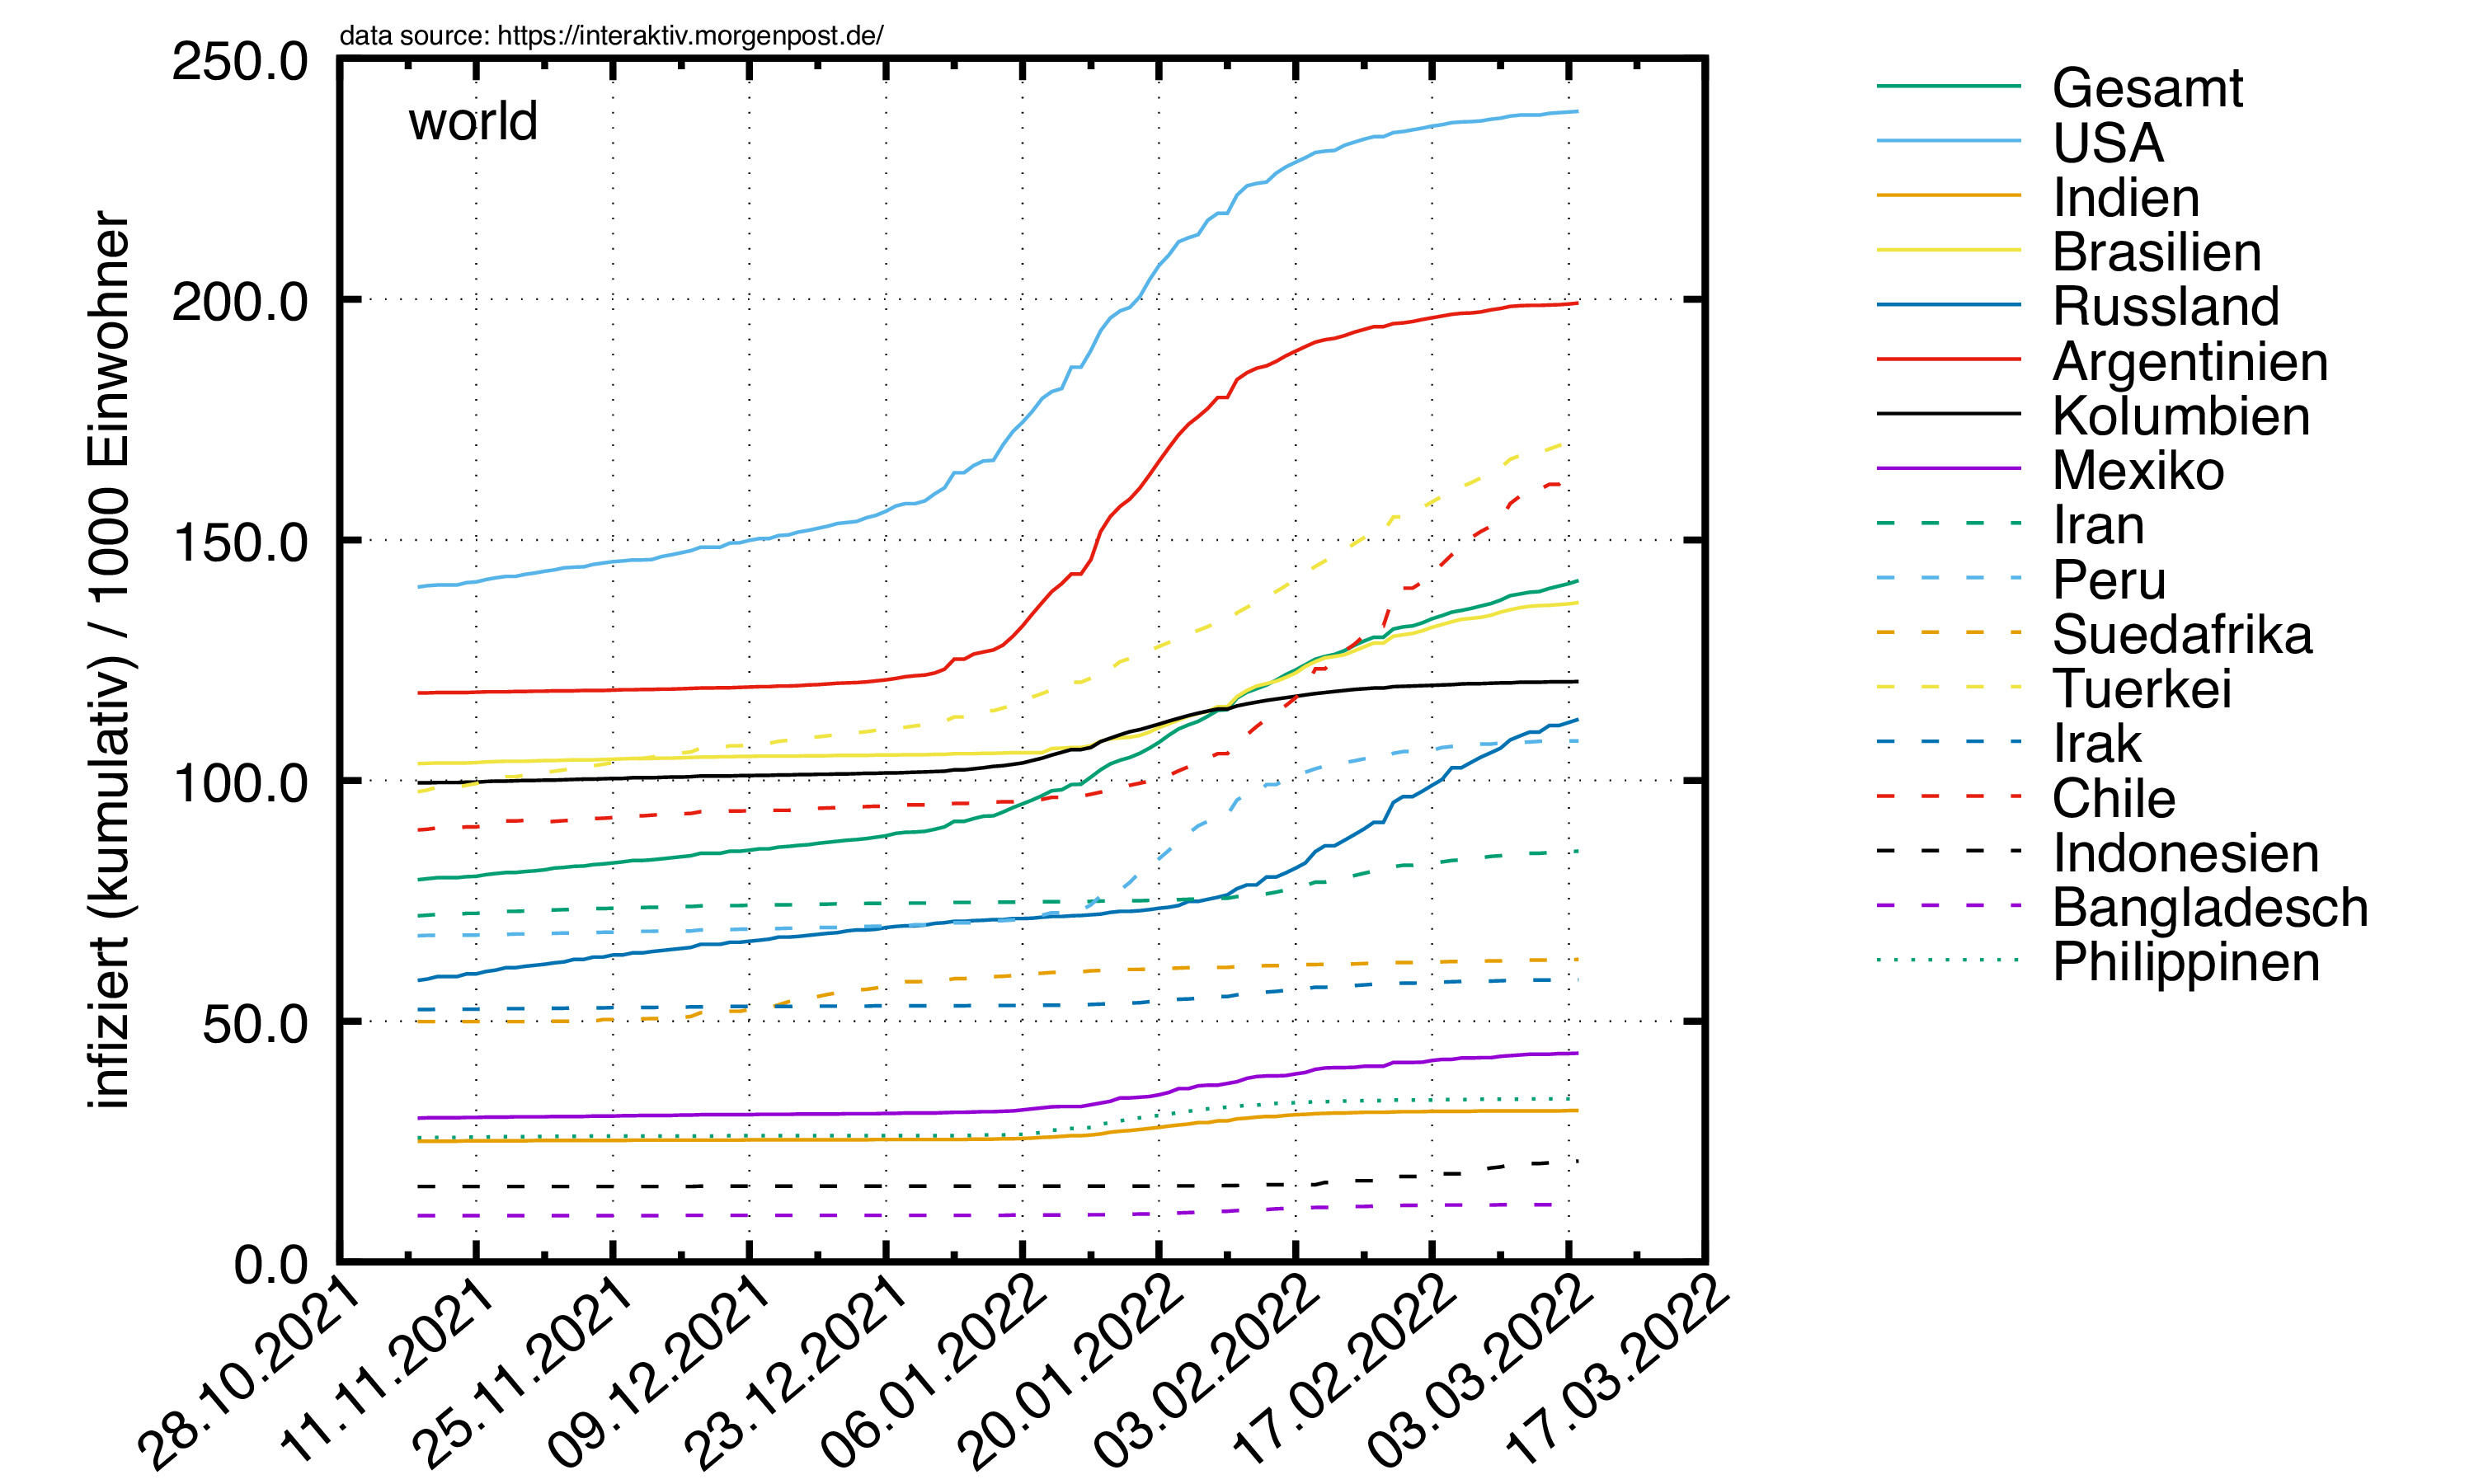 data source: https://interaktiv.morgenpost.de/
world
infiziert (kumulativ) / 1000 Einwohner
250.0
200.0
150.0
100.0
50.0
0.0
28.10.2021
11.11.2021
25.11.2021
09.12.2021
23.12.2021
06.01.2022
20.01.2022
03.02.2022
17.02.2022
03.03.2022
17.03.2022
Gesamt
USA
Indien
Brasilien
Russland
Argentinien
Kolumbien
Mexiko
Iran
Peru
Suedafrika
Tuerkei
Irak
Chile
Indonesien
Bangladesch
Philippinen